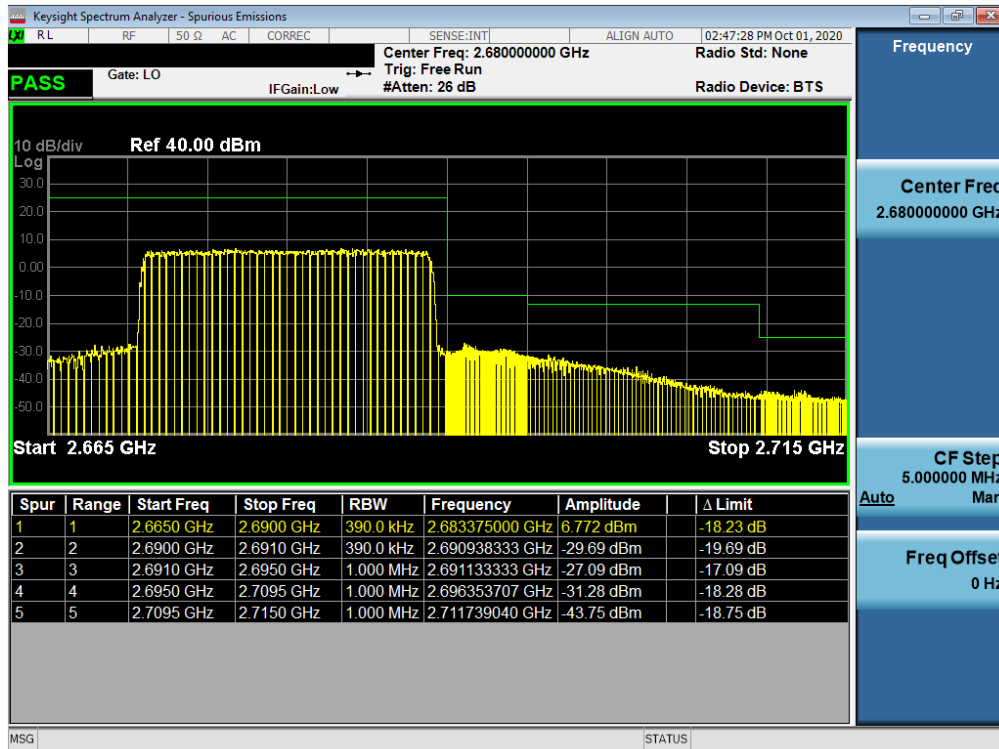 Keysight Spectrum Analyzer - Spurious Emissions
LXI RL RF 50 Ω AC CORREC SENSE:INT ALIGN AUTO 02:47:28 PM Oct 01, 2020
Center Freq: 2.680000000 GHz Radio Std: None
Gate: LO Trig: Free Run
PASS IFGain:Low #Atten: 26 dB Radio Device: BTS
10 dB/div Ref 40.00 dBm
Log
30.0
20.0
10.0
0.00
-10.0
-20.0
-30.0
-40.0
-50.0
Start 2.665 GHz Stop 2.715 GHz
Spur Range Start Freq Stop Freq RBW Frequency Amplitude Δ Limit
1 1 2.6650 GHz 2.6900 GHz 390.0 kHz 2.683375000 GHz 6.772 dBm -18.23 dB
2 2 2.6900 GHz 2.6910 GHz 390.0 kHz 2.690938333 GHz -29.69 dBm -19.69 dB
3 3 2.6910 GHz 2.6950 GHz 1.000 MHz 2.691133333 GHz -27.09 dBm -17.09 dB
4 4 2.6950 GHz 2.7095 GHz 1.000 MHz 2.696353707 GHz -31.28 dBm -18.28 dB
5 5 2.7095 GHz 2.7150 GHz 1.000 MHz 2.711739040 GHz -43.75 dBm -18.75 dB
MSG STATUS
Frequency
Center Freq
2.680000000 GHz
CF Step
5.000000 MHz
Auto Man
Freq Offset
0 Hz